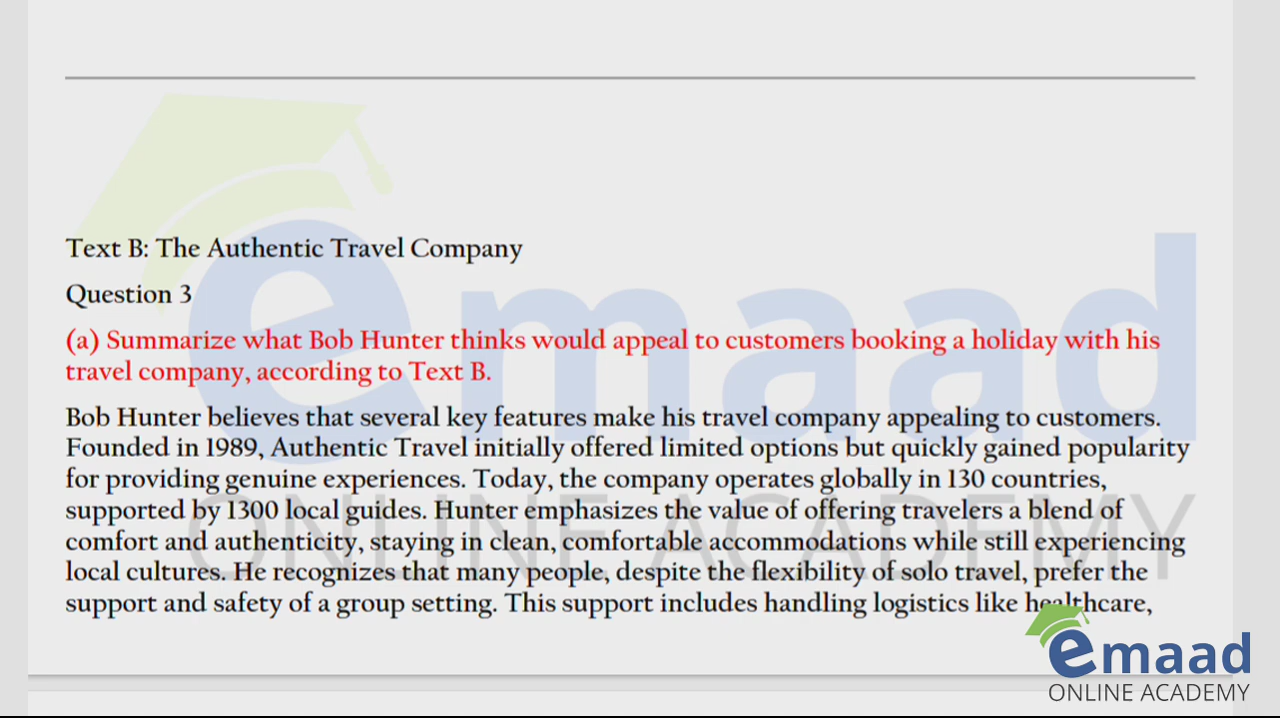 Text B: The Authentic Travel Company
Question 3
(a) Summarize what Bob Hunter thinks would appeal to customers booking a holiday with his
travel company, according to Text B.
Bob Hunter believes that several key features make his travel company appealing to customers.
Founded in 1989, Authentic Travel initially offered limited options but quickly gained popularity
for providing genuine experiences. Today, the company operates globally in 130 countries,
supported by 1300 local guides. Hunter emphasizes the value of offering travelers a blend of
comfort and authenticity, staying in clean, comfortable accommodations while still experiencing
local cultures. He recognizes that many people, despite the flexibility of solo travel, prefer the
support and safety of a group setting. This support includes handling logistics like healthcare,
emaad
ONLINE ACADEMY
emaad
ONLINE ACADEMY